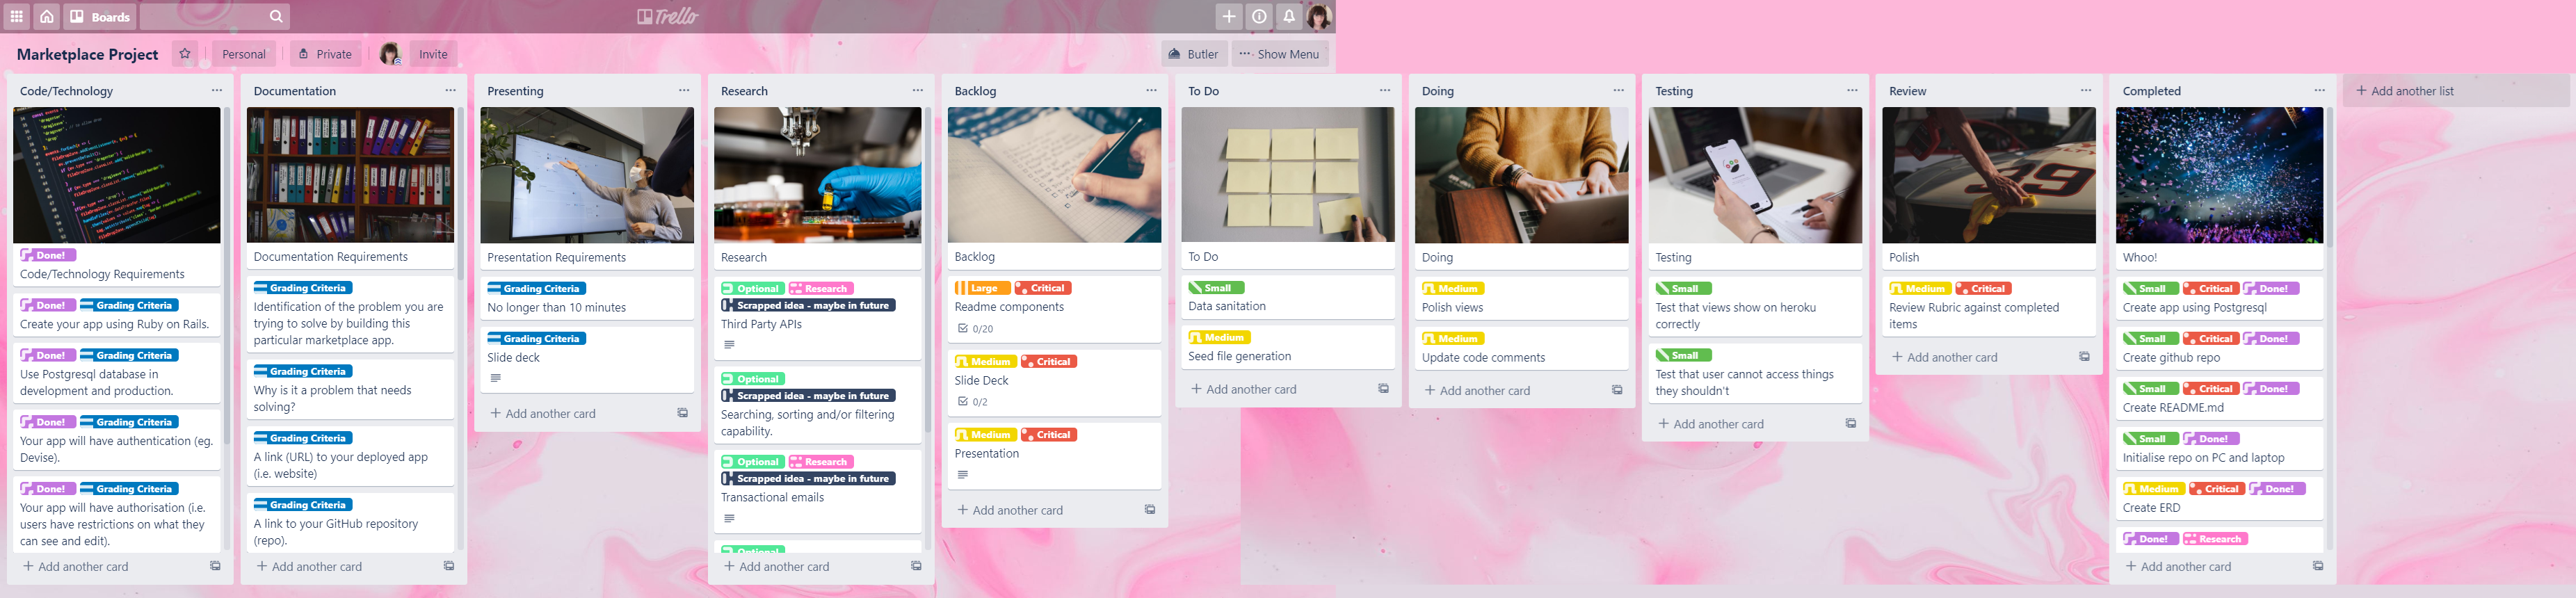 Boards
Trello
Marketplace Project
Personal
Private
Invite
Butler
··· Show Menu
Code/Technology
Done!
Code/Technology Requirements
Done! Grading Criteria
Create your app using Ruby on Rails.
Done! Grading Criteria
Use Postgresql database in
development and production.
Done! Grading Criteria
Your app will have authentication (eg.
Devise).
Done! Grading Criteria
Your app will have authorisation (i.e.
users have restrictions on what they
can see and edit).
+ Add another card
Documentation
Documentation Requirements
Grading Criteria
Identification of the problem you are
trying to solve by building this
particular marketplace app.
Grading Criteria
Why is it a problem that needs
solving?
Grading Criteria
A link (URL) to your deployed app
(i.e. website)
Grading Criteria
A link to your GitHub repository
(repo).
+ Add another card
Presenting
Presentation Requirements
Grading Criteria
No longer than 10 minutes
Grading Criteria
Slide deck
+ Add another card
Research
Research
Optional Research
Scrapped idea - maybe in future
Third Party APIs
Optional
Scrapped idea - maybe in future
Searching, sorting and/or filtering
capability.
Optional Research
Scrapped idea - maybe in future
Transactional emails
Optional
+ Add another card
Backlog
Backlog
Large Critical
Readme components
0/20
Medium Critical
Slide Deck
0/2
Medium Critical
Presentation
+ Add another card
To Do
To Do
Small
Data sanitation
Medium
Seed file generation
+ Add another card
Doing
Doing
Medium
Polish views
Medium
Update code comments
+ Add another card
Testing
Testing
Small
Test that views show on heroku
correctly
Small
Test that user cannot access things
they shouldn't
+ Add another card
Review
39
Polish
Medium Critical
Review Rubric against completed
items
+ Add another card
Completed
Whoo!
Small Critical Done!
Create app using Postgresql
Small Critical Done!
Create github repo
Small Critical Done!
Create README.md
Small Done!
Initialise repo on PC and laptop
Medium Critical Done!
Create ERD
Done! Research
+ Add another card
+ Add another list